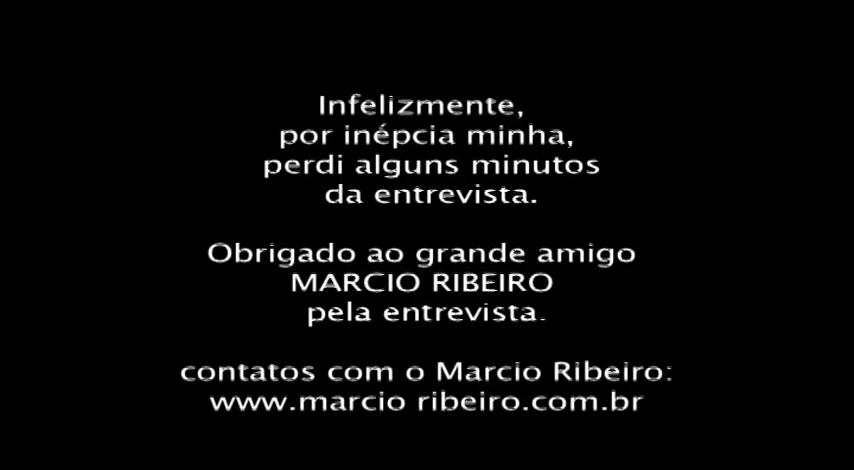 Infelizmente,
por inépcia minha,
perdi alguns minutos
da entrevista.
Obrigado ao grande amigo
MARCIO RIBEIRO
pela entrevista.
contatos com o Marcio Ribeiro:
www.marcio ribeiro.com.br